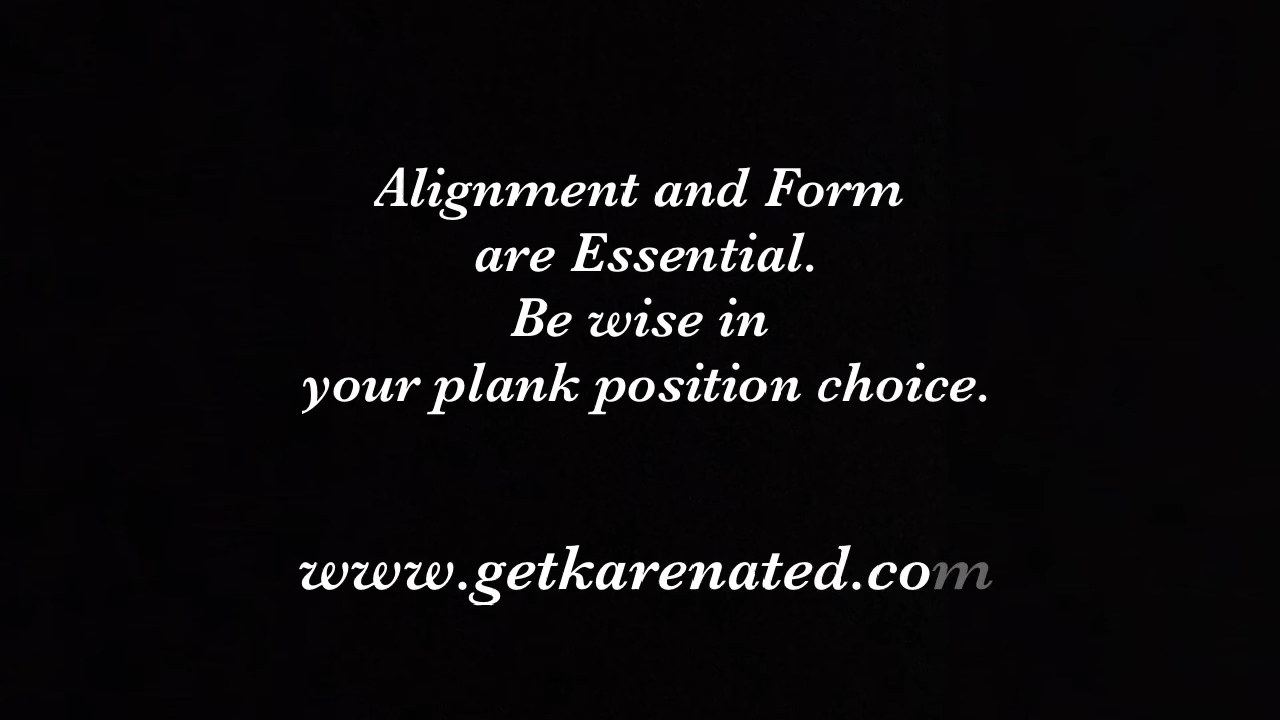 Alignment and Form
are Essential.
Be wise in
your plank position choice.
www.getkarenated.com